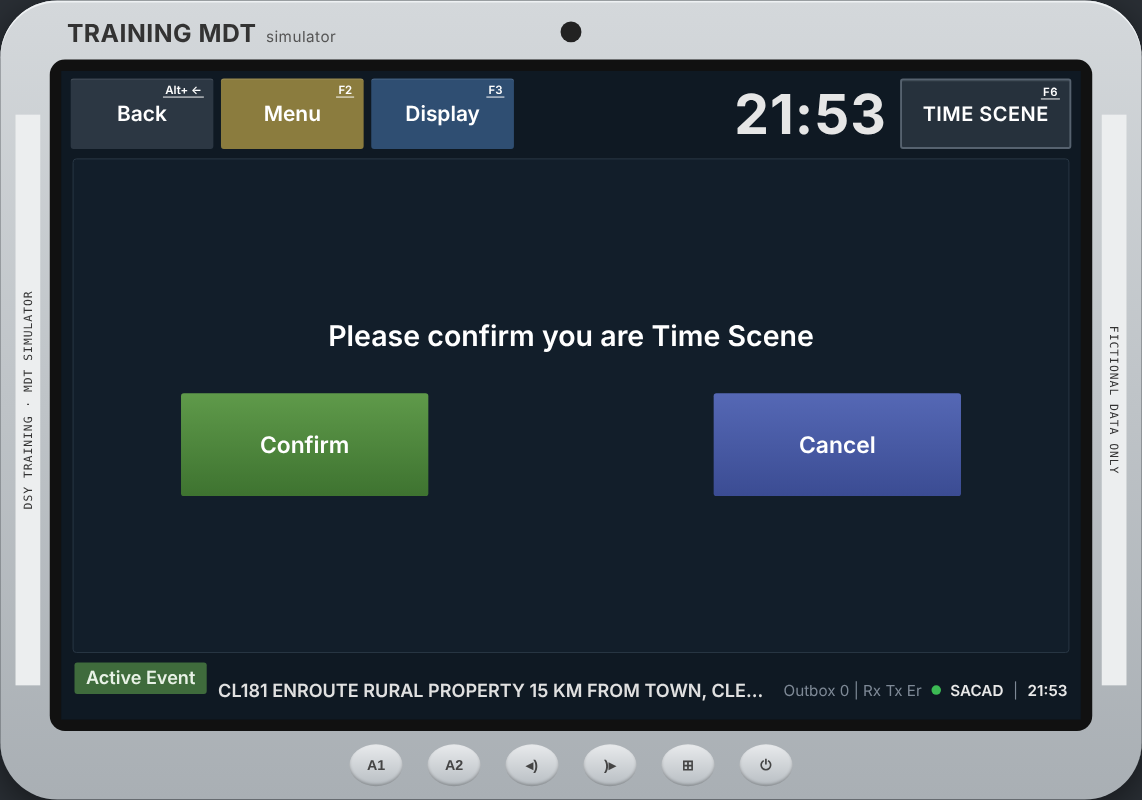 TRAINING MDT simulator
Back Alt+ ←
Menu F2
Display F3
21:53
TIME SCENE F6
Please confirm you are Time Scene
Confirm
Cancel
Active Event
CL181 ENROUTE RURAL PROPERTY 15 KM FROM TOWN, CLE...
Outbox 0 | Rx Tx Er ● SACAD | 21:53
A1
A2
DSY TRAINING · MDT SIMULATOR
FICTIONAL DATA ONLY